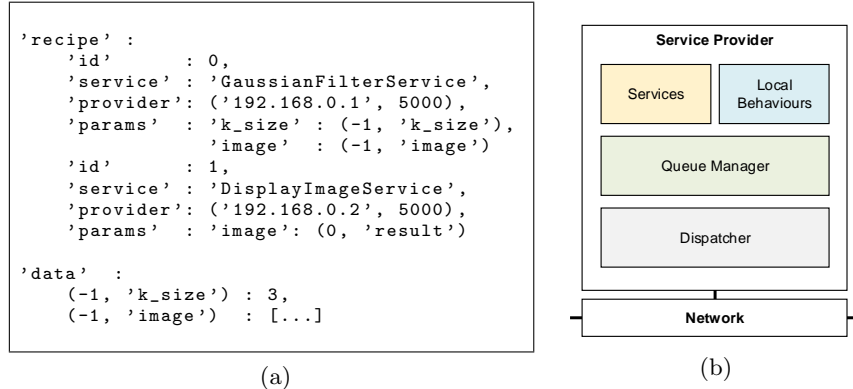 'recipe' :
    'id'      : 0,
    'service' : 'GaussianFilterService',
    'provider': ('192.168.0.1', 5000),
    'params'  : 'k_size' : (-1, 'k_size'),
                'image'  : (-1, 'image')
    'id'      : 1,
    'service' : 'DisplayImageService',
    'provider': ('192.168.0.2', 5000),
    'params'  : 'image': (0, 'result')
'data'  :
    (-1, 'k_size') : 3,
    (-1, 'image')  : [...]
(a)
Service Provider
Services
Local
Behaviours
Queue Manager
Dispatcher
Network
(b)